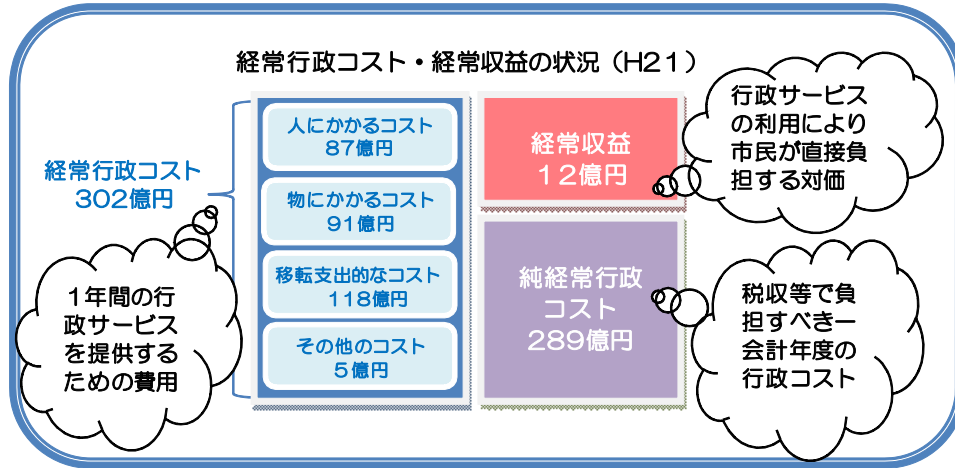 経常行政コスト・経常収益の状況（H２１）
経常行政コスト
302億円
１年間の行
政サービス
を提供する
ための費用
人にかかるコスト
87億円
物にかかるコスト
91億円
移転支出的なコスト
118億円
その他のコスト
５億円
経常収益
１２億円
純経常行政
コスト
289億円
行政サービス
の利用により
市民が直接負
担する対価
税収等で負
担すべき一
会計年度の
行政コスト